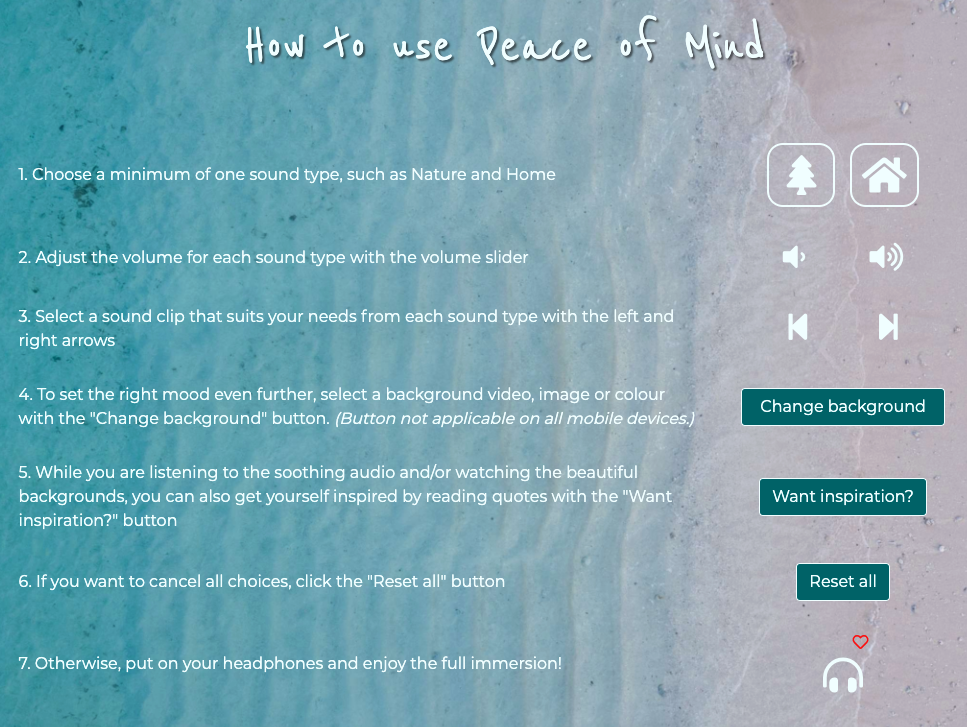 How to use Peace of Mind
1. Choose a minimum of one sound type, such as Nature and Home
2. Adjust the volume for each sound type with the volume slider
3. Select a sound clip that suits your needs from each sound type with the left and
right arrows
4. To set the right mood even further, select a background video, image or colour
with the "Change background" button. (Button not applicable on all mobile devices.)
Change background
5. While you are listening to the soothing audio and/or watching the beautiful
backgrounds, you can also get yourself inspired by reading quotes with the "Want
inspiration?" button
Want inspiration?
6. If you want to cancel all choices, click the "Reset all" button
Reset all
7. Otherwise, put on your headphones and enjoy the full immersion!